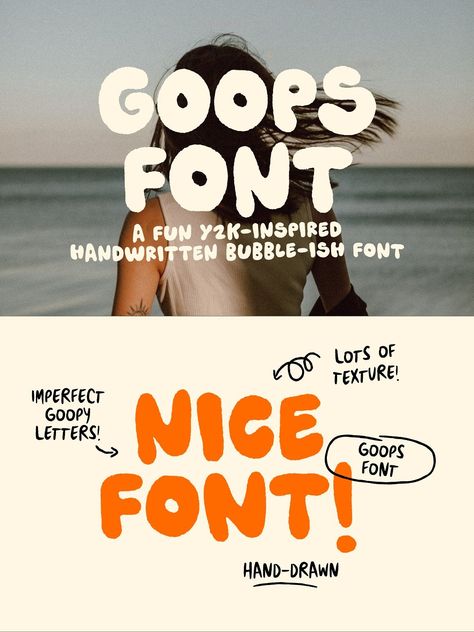 GOOPS
FONT
A FUN Y2K-INSPIRED
HANDWRITTEN BUBBLE-ISH FONT
LOTS OF
TEXTURE!
IMPERFECT
GOOPY
LETTERS!
NICE
FONT!
GOOPS
FONT
HAND-DRAWN